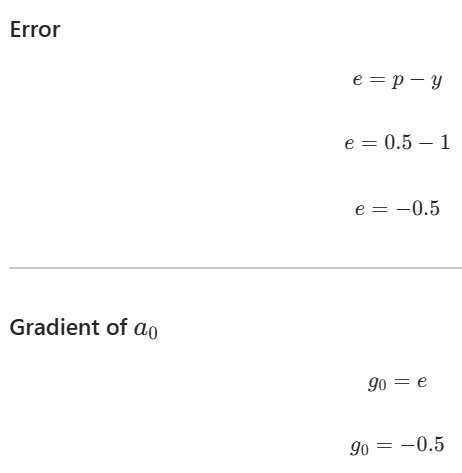 Error
e = p − y
e = 0.5 − 1
e = −0.5
Gradient of a₀
g₀ = e
g₀ = −0.5